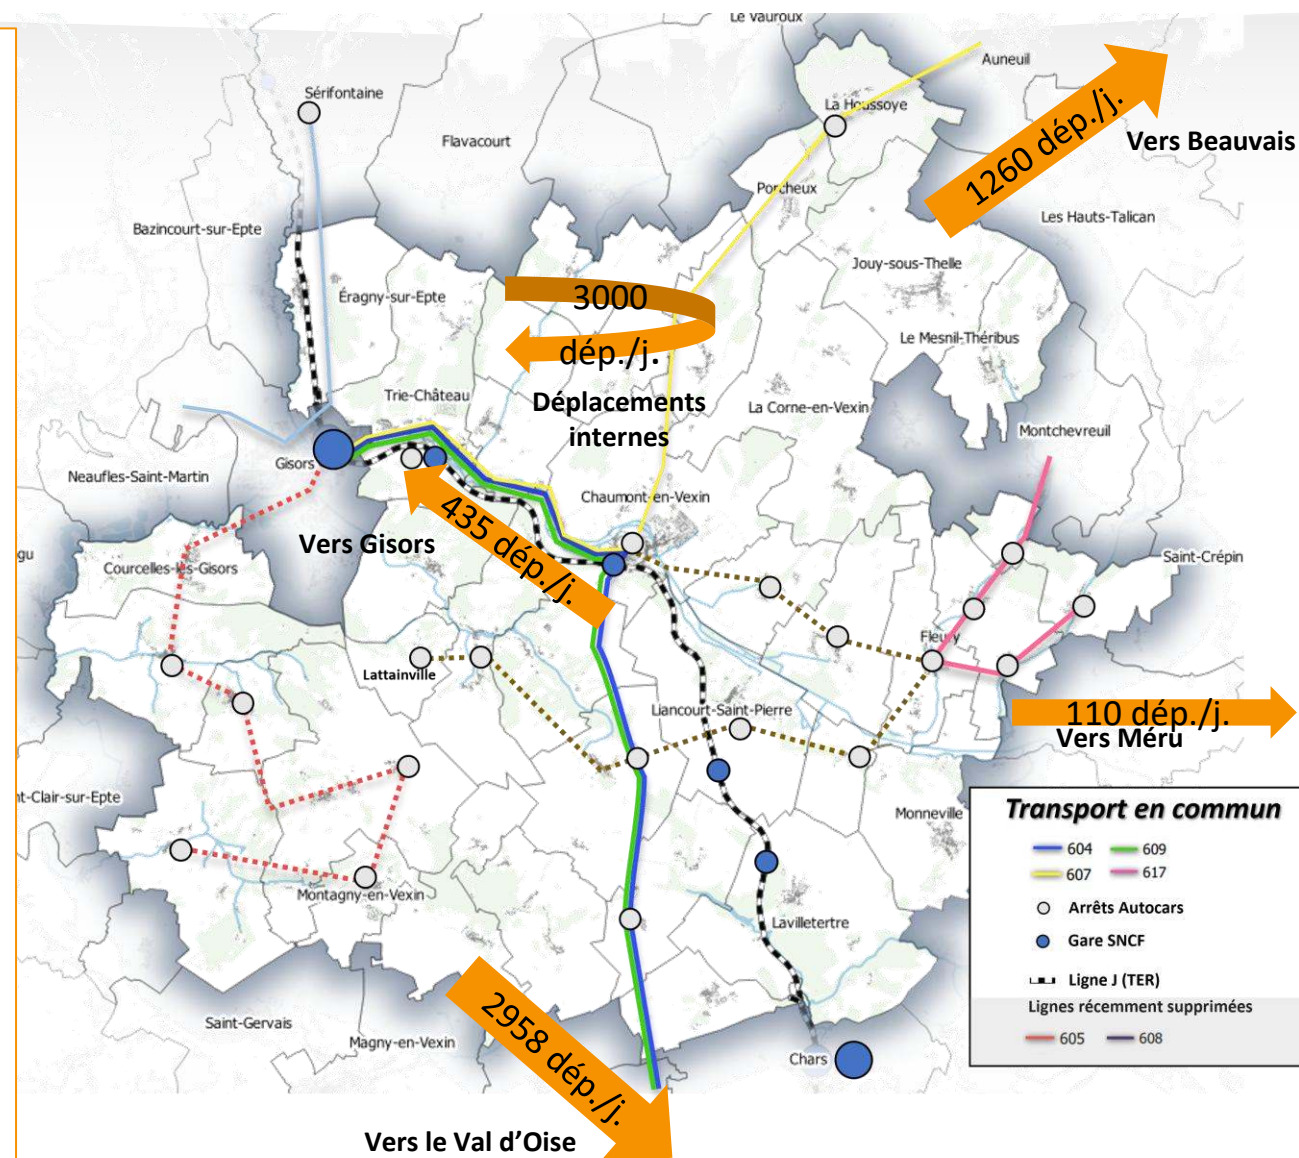 Le Vauroux
Auneuil
Sérifontaine
La Houssoye
1260 dép./j.
Flavacourt
Vers Beauvais
Porcheux
Les Hauts-Talican
Bazincourt-sur-Epte
Jouy-sous-Thelle
Éragny-sur-Epte
3000
dép./j.
Le Mesnil-Théribus
Trie-Château
Déplacements
internes
La Corne-en-Vexin
Montchevreuil
Gisors
Neaufles-Saint-Martin
Chaumont-en-Vexin
435 dép./j.
Vers Gisors
Saint-Crépin
Courcelles-lès-Gisors
Fleury
Lattainville
Liancourt-Saint-Pierre
110 dép./j.
Vers Méru
nt-Clair-sur-Epte
Monneville
Transport en commun
604
609
607
617
Arrêts Autocars
Gare SNCF
Ligne J (TER)
Lignes récemment supprimées
605
608
Montagny-en-Vexin
Lavilletertre
Saint-Gervais
Magny-en-Vexin
2958 dép./j.
Chars
Vers le Val d’Oise